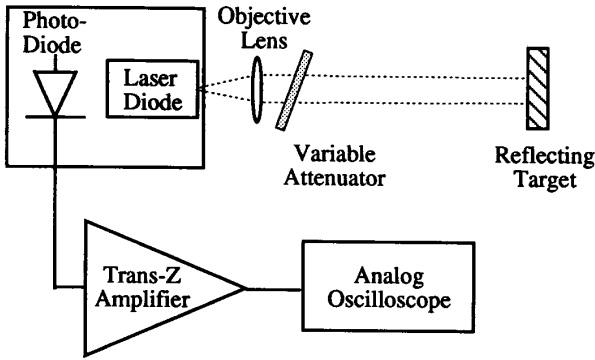 Photo-
Diode
Laser
Diode
Objective
Lens
Variable
Attenuator
Reflecting
Target
Trans-Z
Amplifier
Analog
Oscilloscope